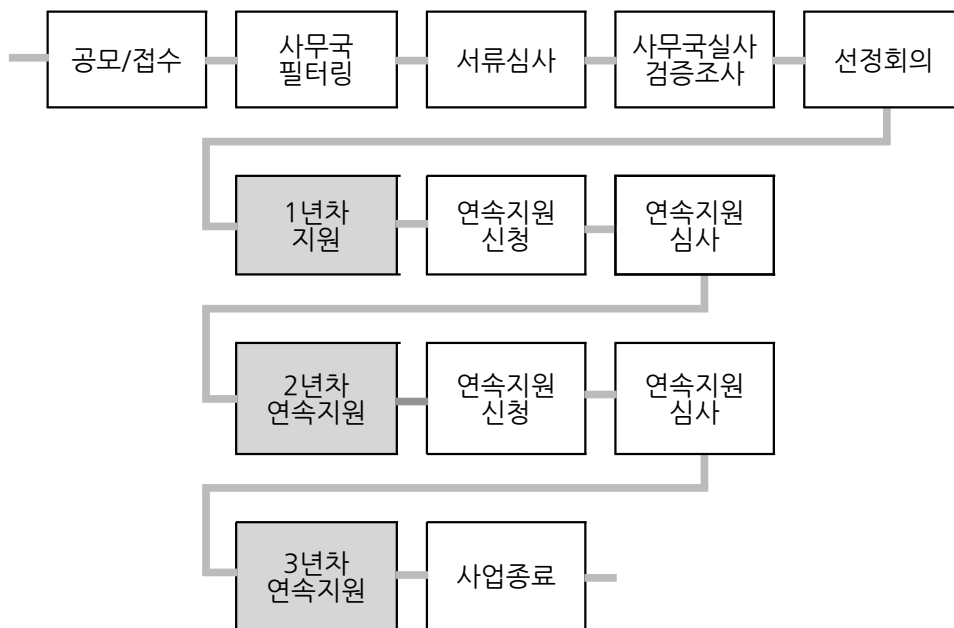 공모/접수
사무국
필터링
서류심사
사무국실사
검증조사
선정회의
1년차
지원
연속지원
신청
연속지원
심사
2년차
연속지원
연속지원
신청
연속지원
심사
3년차
연속지원
사업종료